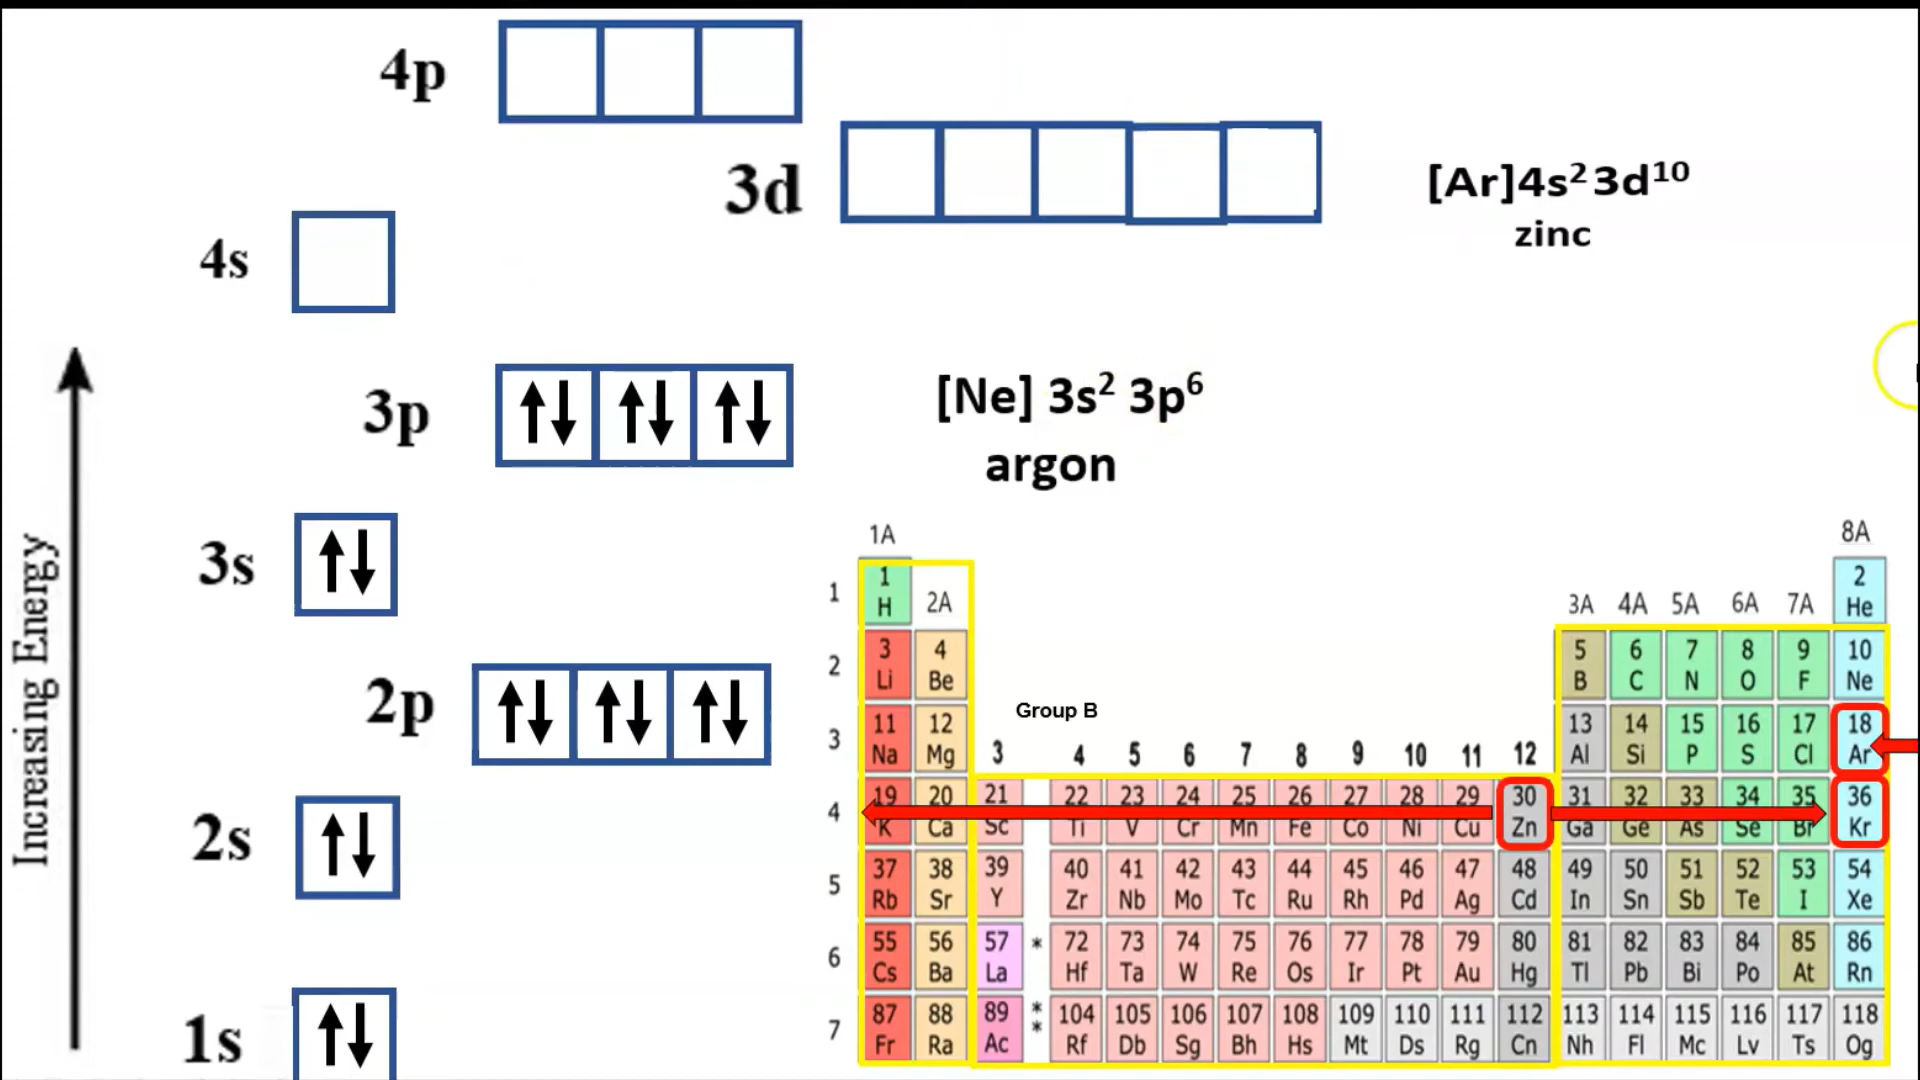 4p
3d
[Ar]4s² 3d¹⁰
zinc
4s
3p
[Ne] 3s² 3p⁶
argon
3s
2p
2s
1s
Increasing Energy
1A 8A
1 1 H 2A 3A 4A 5A 6A 7A 2 He
2 3 Li 4 Be 5 B 6 C 7 N 8 O 9 F 10 Ne
Group B
3 11 Na 12 Mg 3 4 5 6 7 8 9 10 11 12 13 Al 14 Si 15 P 16 S 17 Cl 18 Ar
4 19 K 20 Ca 21 Sc 22 Ti 23 V 24 Cr 25 Mn 26 Fe 27 Co 28 Ni 29 Cu 30 Zn 31 Ga 32 Ge 33 As 34 Se 35 Br 36 Kr
5 37 Rb 38 Sr 39 Y 40 Zr 41 Nb 42 Mo 43 Tc 44 Ru 45 Rh 46 Pd 47 Ag 48 Cd 49 In 50 Sn 51 Sb 52 Te 53 I 54 Xe
6 55 Cs 56 Ba 57 La * 72 Hf 73 Ta 74 W 75 Re 76 Os 77 Ir 78 Pt 79 Au 80 Hg 81 Tl 82 Pb 83 Bi 84 Po 85 At 86 Rn
7 87 Fr 88 Ra 89 Ac * * 104 Rf 105 Db 106 Sg 107 Bh 108 Hs 109 Mt 110 Ds 111 Rg 112 Cn 113 Nh 114 Fl 115 Mc 116 Lv 117 Ts 118 Og